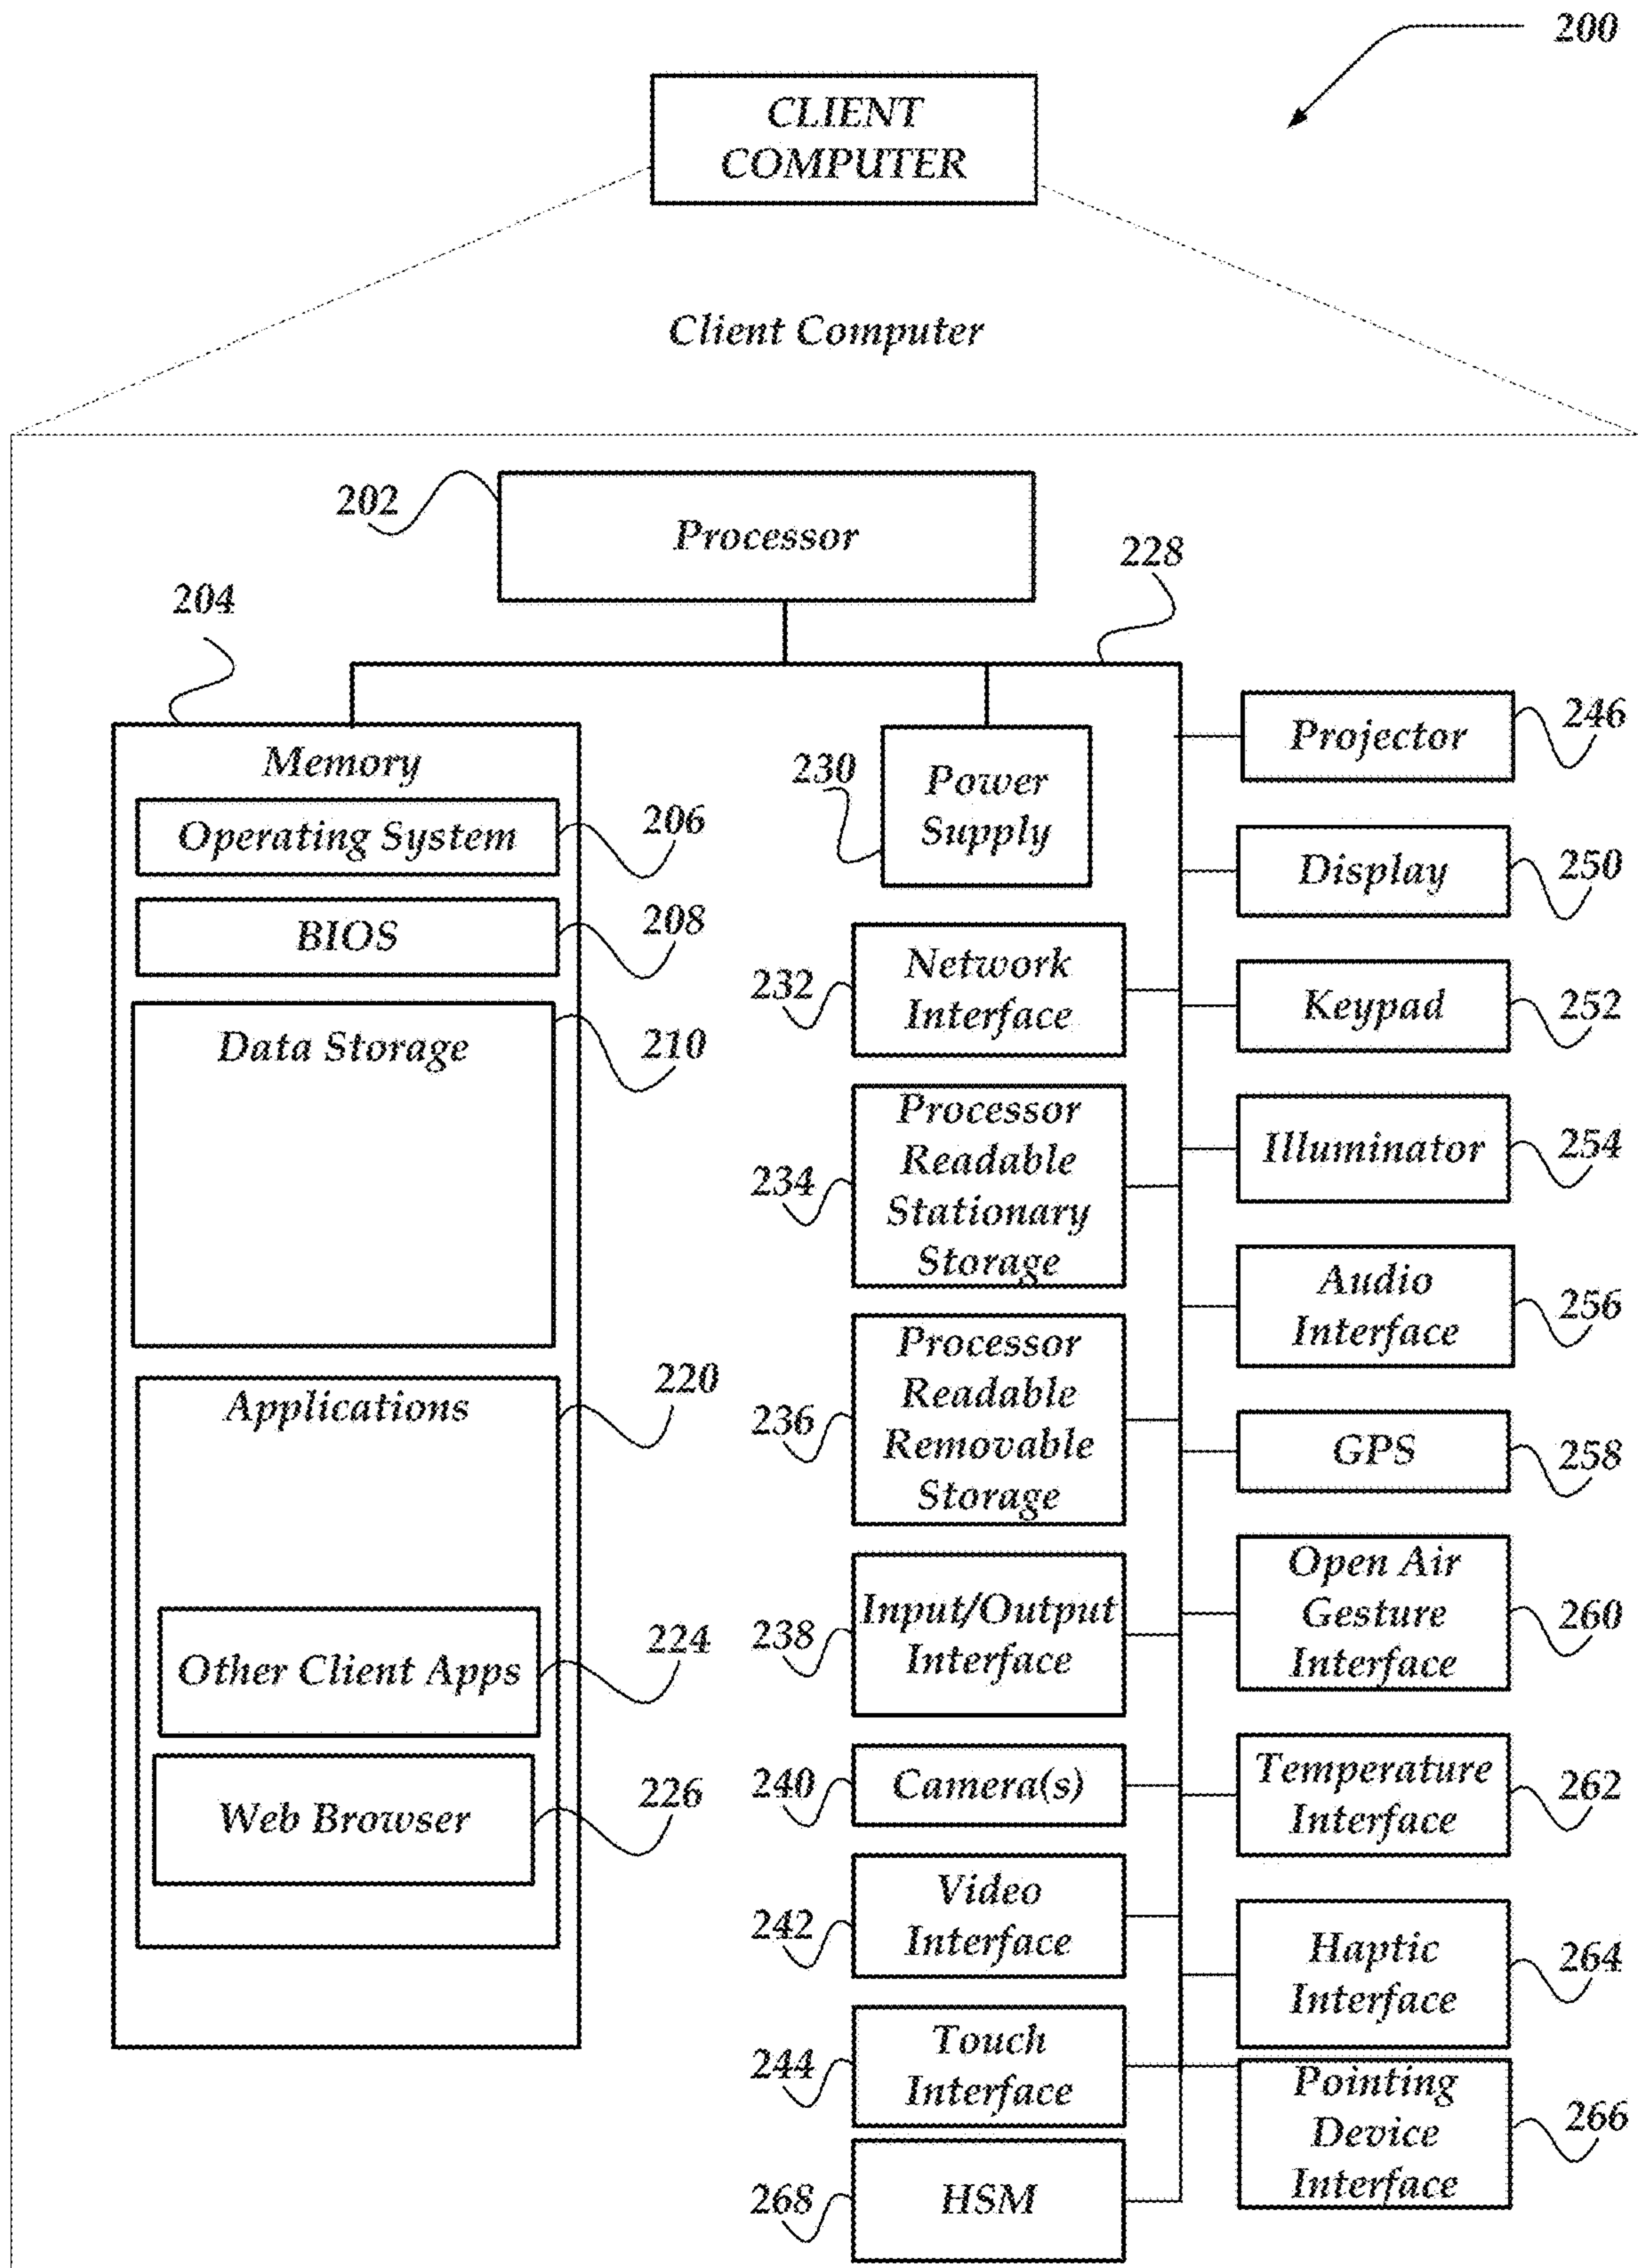 200
CLIENT
COMPUTER
Client Computer
202
Processor
228
204
Memory
Operating System
206
BIOS
208
Data Storage
210
Applications
220
Other Client Apps
224
Web Browser
226
230
Power
Supply
232
Network
Interface
234
Processor
Readable
Stationary
Storage
236
Processor
Readable
Removable
Storage
238
Input/Output
Interface
240
Camera(s)
242
Video
Interface
244
Touch
Interface
268
HSM
Projector
246
Display
250
Keypad
252
Illuminator
254
Audio
Interface
256
GPS
258
Open Air
Gesture
Interface
260
Temperature
Interface
262
Haptic
Interface
264
Pointing
Device
Interface
266